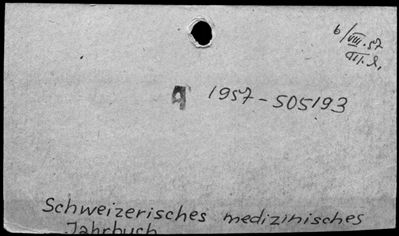 6/VIII.57
q 1957-505193
Schweizerisches medizinisches
Jahrbuch